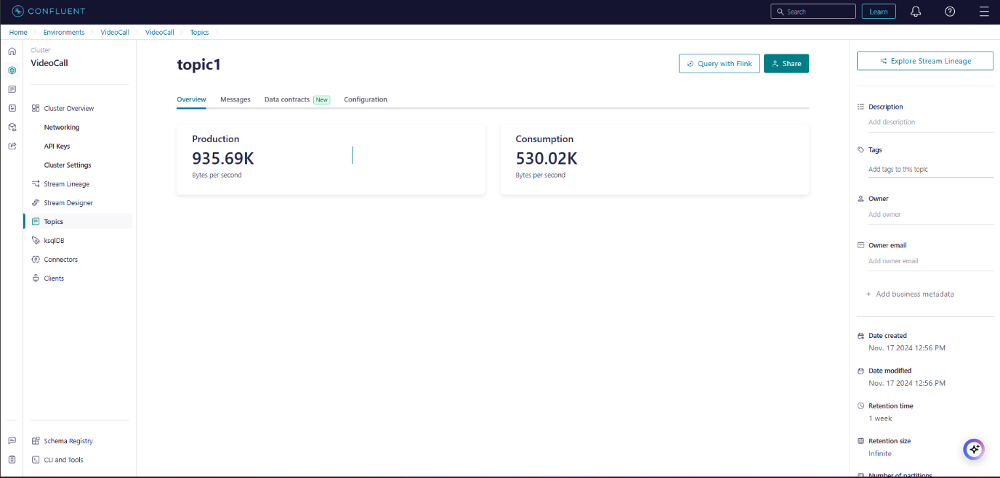 CONFLUENT
Search
Learn
Home
Environments
VideoCall
VideoCall
Topics
Cluster
VideoCall
Cluster Overview
Networking
API Keys
Cluster Settings
Stream Lineage
Stream Designer
Topics
ksqlDB
Connectors
Clients
Schema Registry
CLI and Tools
topic1
Query with Flink
Share
Overview
Messages
Data contracts New
Configuration
Production
935.69K
Bytes per second
Consumption
530.02K
Bytes per second
Explore Stream Lineage
Description
Add description
Tags
Add tags to this topic
Owner
Add owner
Owner email
Add owner email
+ Add business metadata
Date created
Nov. 17 2024 12:56 PM
Date modified
Nov. 17 2024 12:56 PM
Retention time
1 week
Retention size
Infinite
Number of partitions